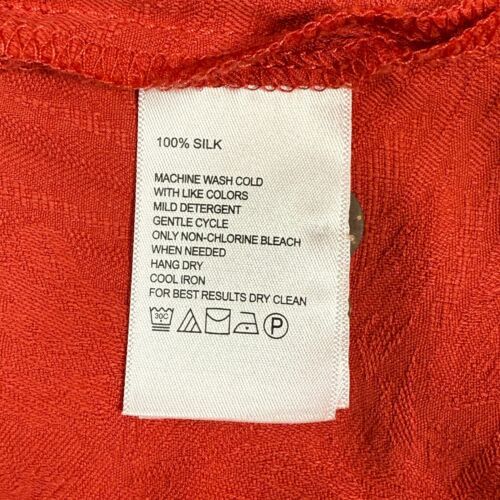 100% SILK
MACHINE WASH COLD
WITH LIKE COLORS
MILD DETERGENT
GENTLE CYCLE
ONLY NON-CHLORINE BLEACH
WHEN NEEDED
HANG DRY
COOL IRON
FOR BEST RESULTS DRY CLEAN
30C P